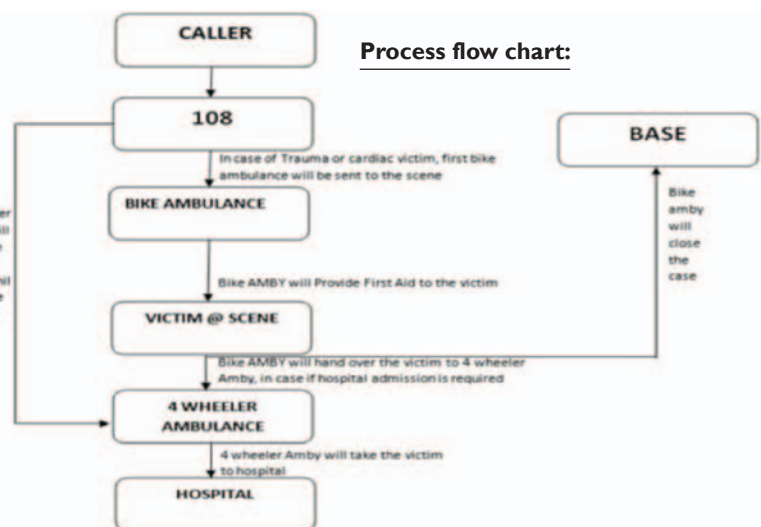 CALLER
Process flow chart:
108
BASE
In case of Trauma or cardiac victim, first bike
ambulance will be sent to the scene
BIKE AMBULANCE
Bike
amby
will
close
the
case
Bike AMBY will Provide First Aid to the victim
VICTIM @ SCENE
Bike AMBY will hand over the victim to 4 wheeler
Amby, in case if hospital admission is required
4 WHEELER
AMBULANCE
4 wheeler Amby will take the victim
to hospital
HOSPITAL